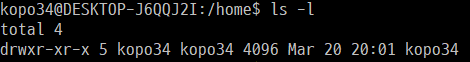 kopo34@DESKTOP-J6QQJ2I:/home$ ls -l
total 4
drwxr-xr-x 5 kopo34 kopo34 4096 Mar 20 20:01 kopo34